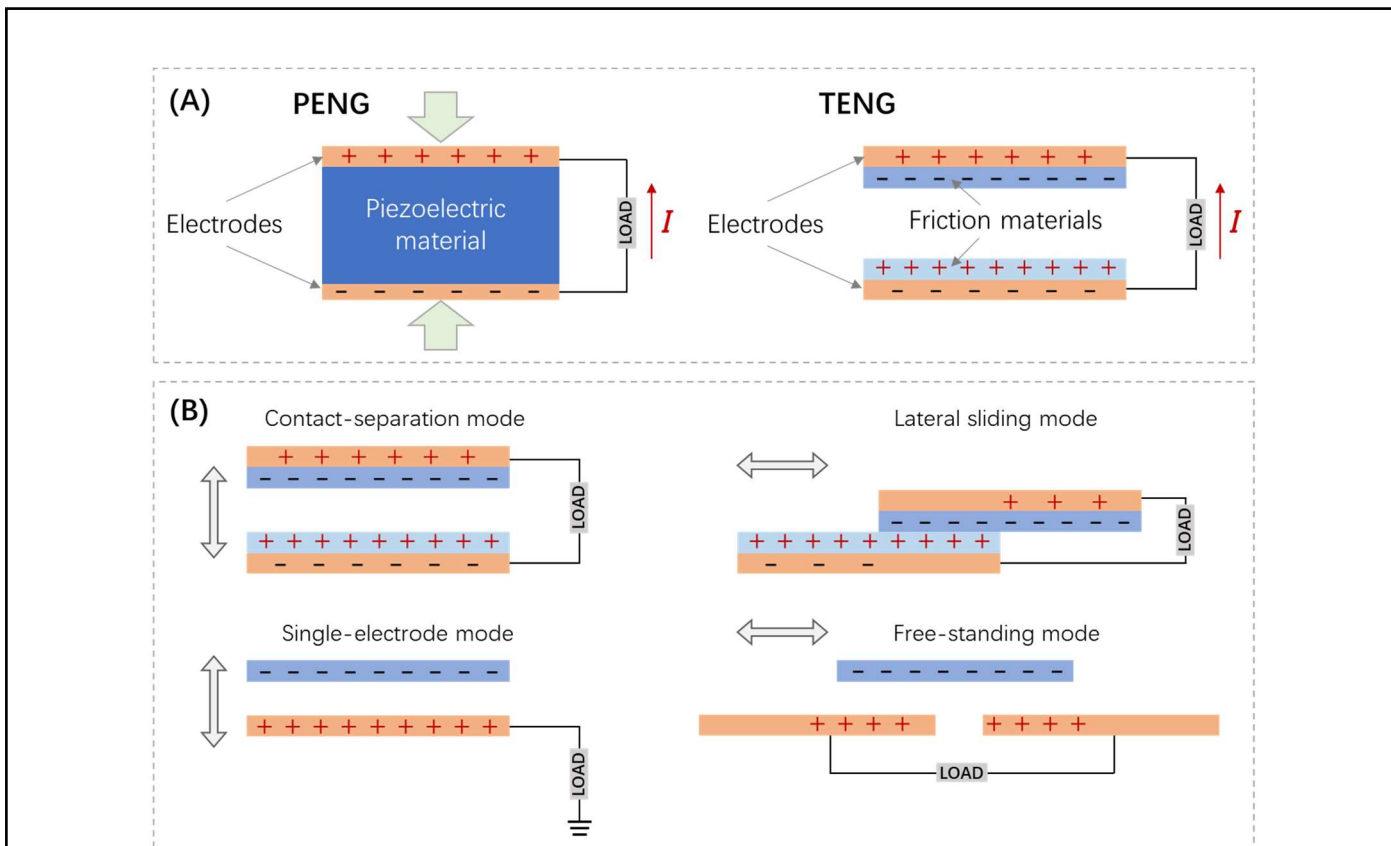 (A)
PENG
TENG
+ + + + + +
+ + + + + +
- - - - - - - -
Electrodes
Piezoelectric
material
LOAD
I
Electrodes
Friction materials
LOAD
I
+ + + + + + + + +
- - - - - -
- - - - - -
(B)
Contact-separation mode
Lateral sliding mode
+ + + + + +
- - - - - - - - -
LOAD
+ + + + + + + + +
- - - - - -
+ + +
- - - - - - - - -
LOAD
+ + + + + + + + +
- - -
Single-electrode mode
Free-standing mode
- - - - - - - - -
- - - - - - - -
+ + + + + + + + + +
+ + + +
+ + + +
LOAD
LOAD